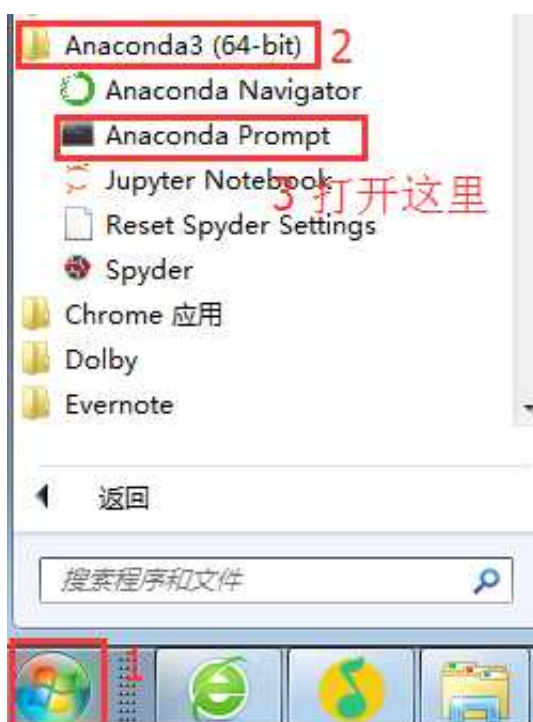 Anaconda3 (64-bit) 2
Anaconda Navigator
Anaconda Prompt
Jupyter Notebook
3 打开这里
Reset Spyder Settings
Spyder
Chrome 应用
Dolby
Evernote
返回
搜索程序和文件
1